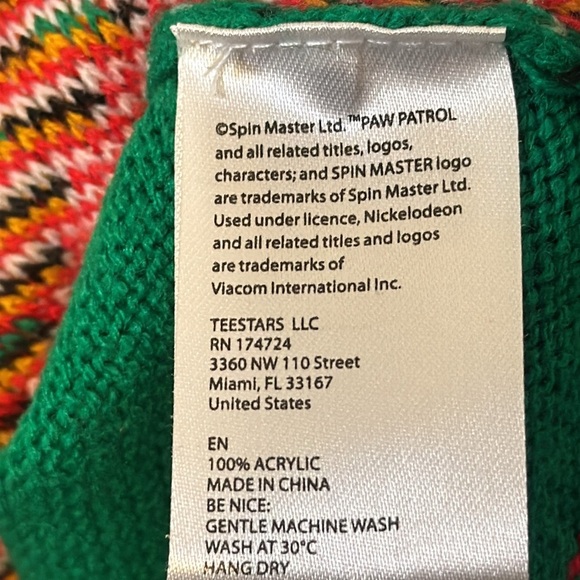 ©Spin Master Ltd.™PAW PATROL
and all related titles, logos,
characters; and SPIN MASTER logo
are trademarks of Spin Master Ltd.
Used under licence, Nickelodeon
and all related titles and logos
are trademarks of
Viacom International Inc.
TEESTARS LLC
RN 174724
3360 NW 110 Street
Miami, FL 33167
United States
EN
100% ACRYLIC
MADE IN CHINA
BE NICE:
GENTLE MACHINE WASH
WASH AT 30°C
HANG DRY